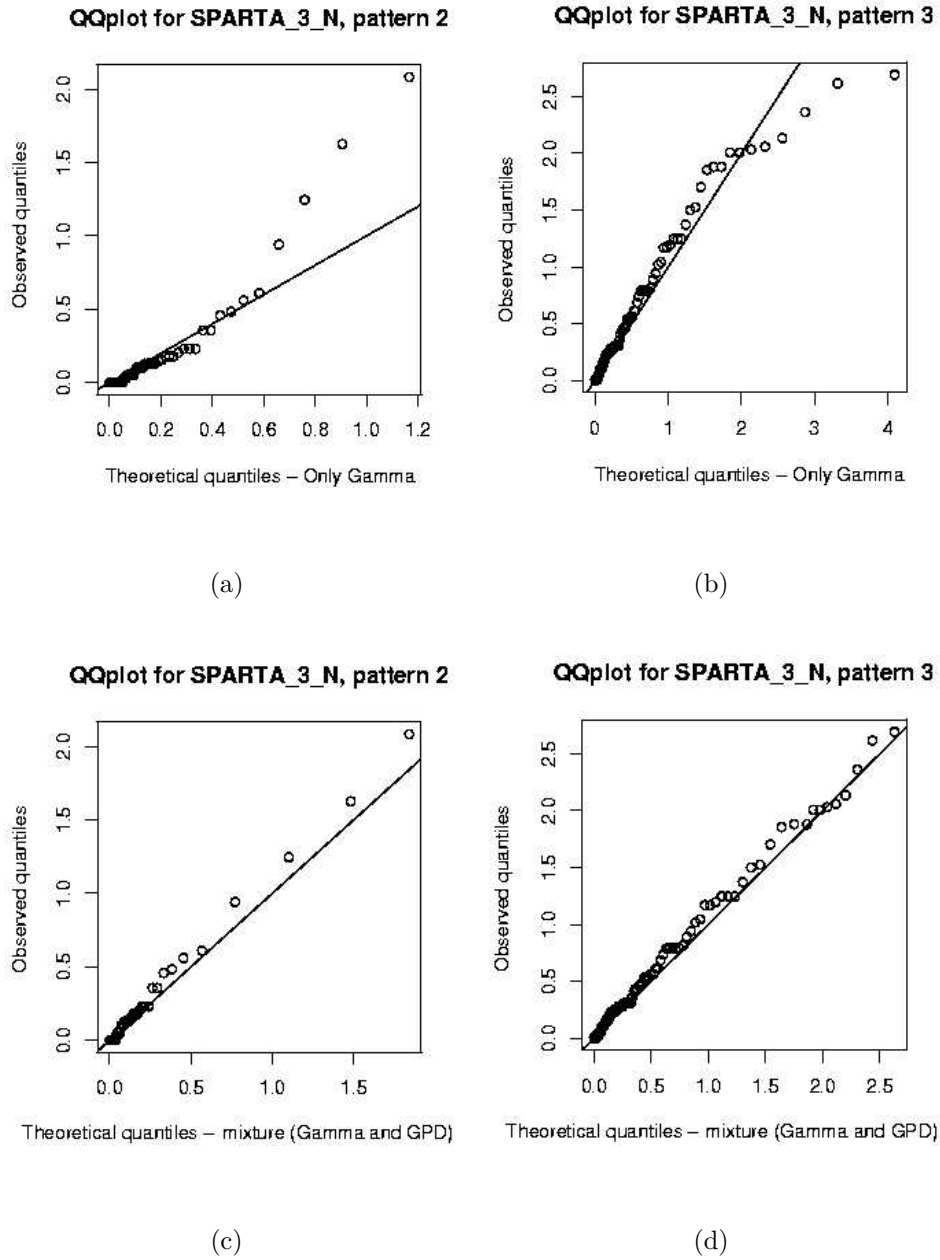 QQplot for SPARTA_3_N, pattern 2
Observed quantiles
2.0
1.5
1.0
0.5
0.0
0.0 0.2 0.4 0.6 0.8 1.0 1.2
Theoretical quantiles – Only Gamma
(a)
QQplot for SPARTA_3_N, pattern 3
Observed quantiles
2.5
2.0
1.5
1.0
0.5
0.0
0 1 2 3 4
Theoretical quantiles – Only Gamma
(b)
QQplot for SPARTA_3_N, pattern 2
Observed quantiles
2.0
1.5
1.0
0.5
0.0
0.0 0.5 1.0 1.5
Theoretical quantiles – mixture (Gamma and GPD)
(c)
QQplot for SPARTA_3_N, pattern 3
Observed quantiles
2.5
2.0
1.5
1.0
0.5
0.0
0.0 0.5 1.0 1.5 2.0 2.5
Theoretical quantiles – mixture (Gamma and GPD)
(d)